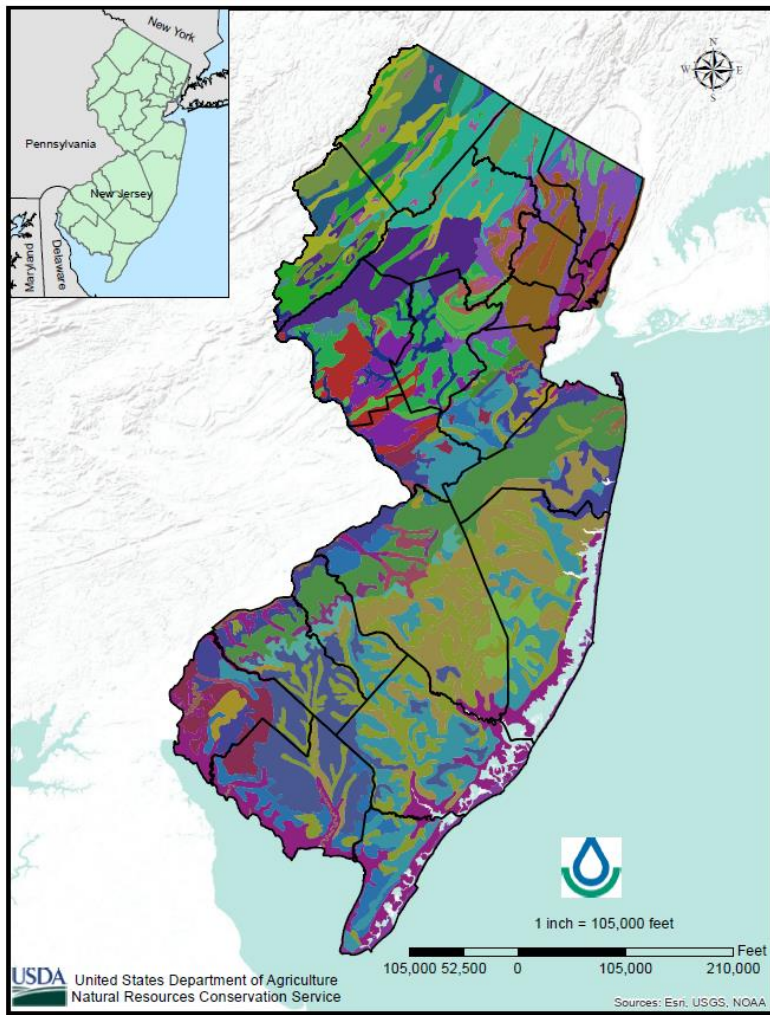 New York
Pennsylvania
New Jersey
Maryland
Delaware
N
W E
S
1 inch = 105,000 feet
Feet
105,000 52,500 0 105,000 210,000
USDA
United States Department of Agriculture
Natural Resources Conservation Service
Sources: Esri, USGS, NOAA